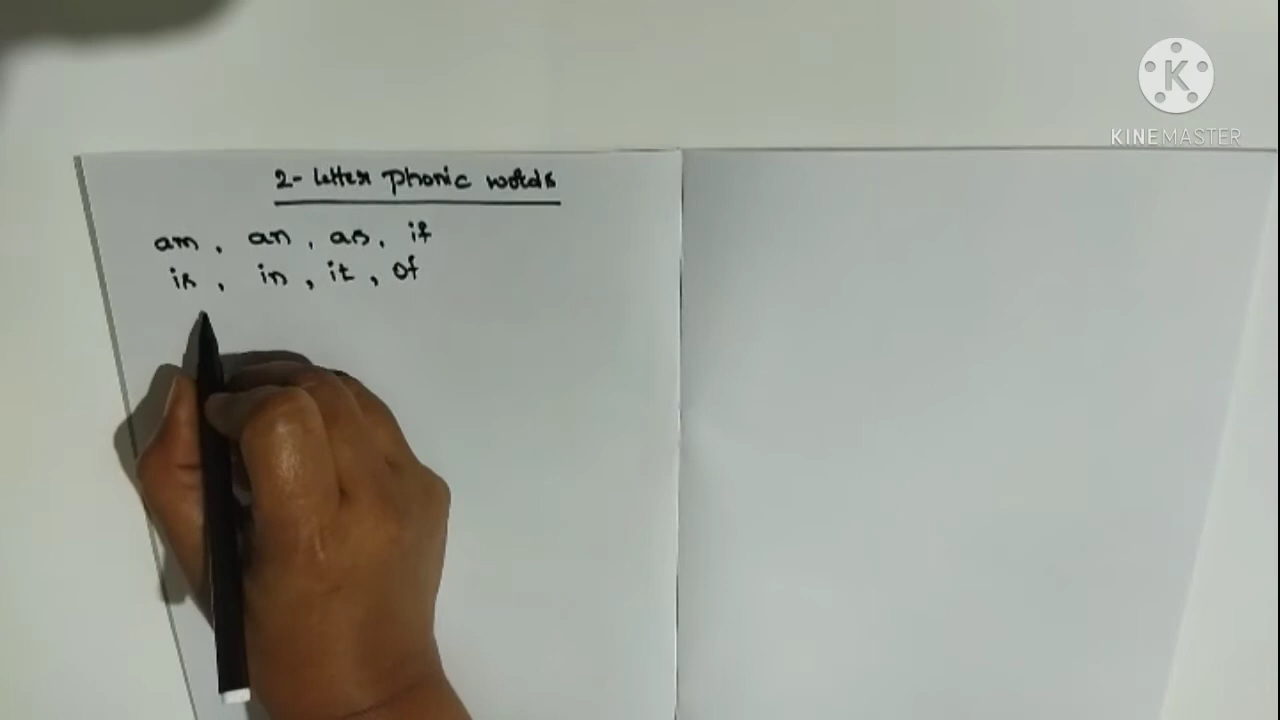 2- letter phonic words
am, an, as, if
is, in, it, of
K
KINEMASTER